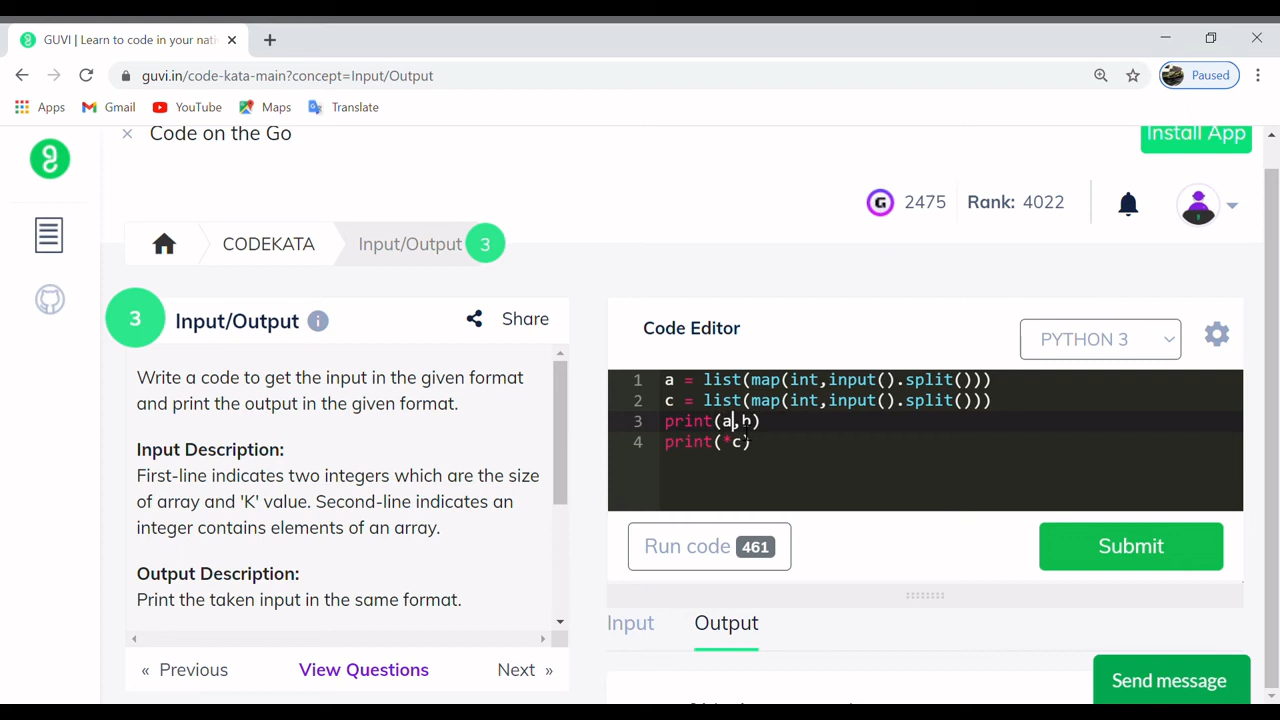 GUVI | Learn to code in your nati
guvi.in/code-kata-main?concept=Input/Output
Paused
Apps
Gmail
YouTube
Maps
Translate
Code on the Go
Install App
G 2475
Rank: 4022
CODEKATA
Input/Output 3
3 Input/Output
Share
Write a code to get the input in the given format
and print the output in the given format.
Input Description:
First-line indicates two integers which are the size
of array and 'K' value. Second-line indicates an
integer contains elements of an array.
Output Description:
Print the taken input in the same format.
« Previous
View Questions
Next »
Code Editor
PYTHON 3
1 a = list(map(int,input().split()))
2 c = list(map(int,input().split()))
3 print(a,b)
4 print(*c)
Run code 461
Submit
Input
Output
Send message